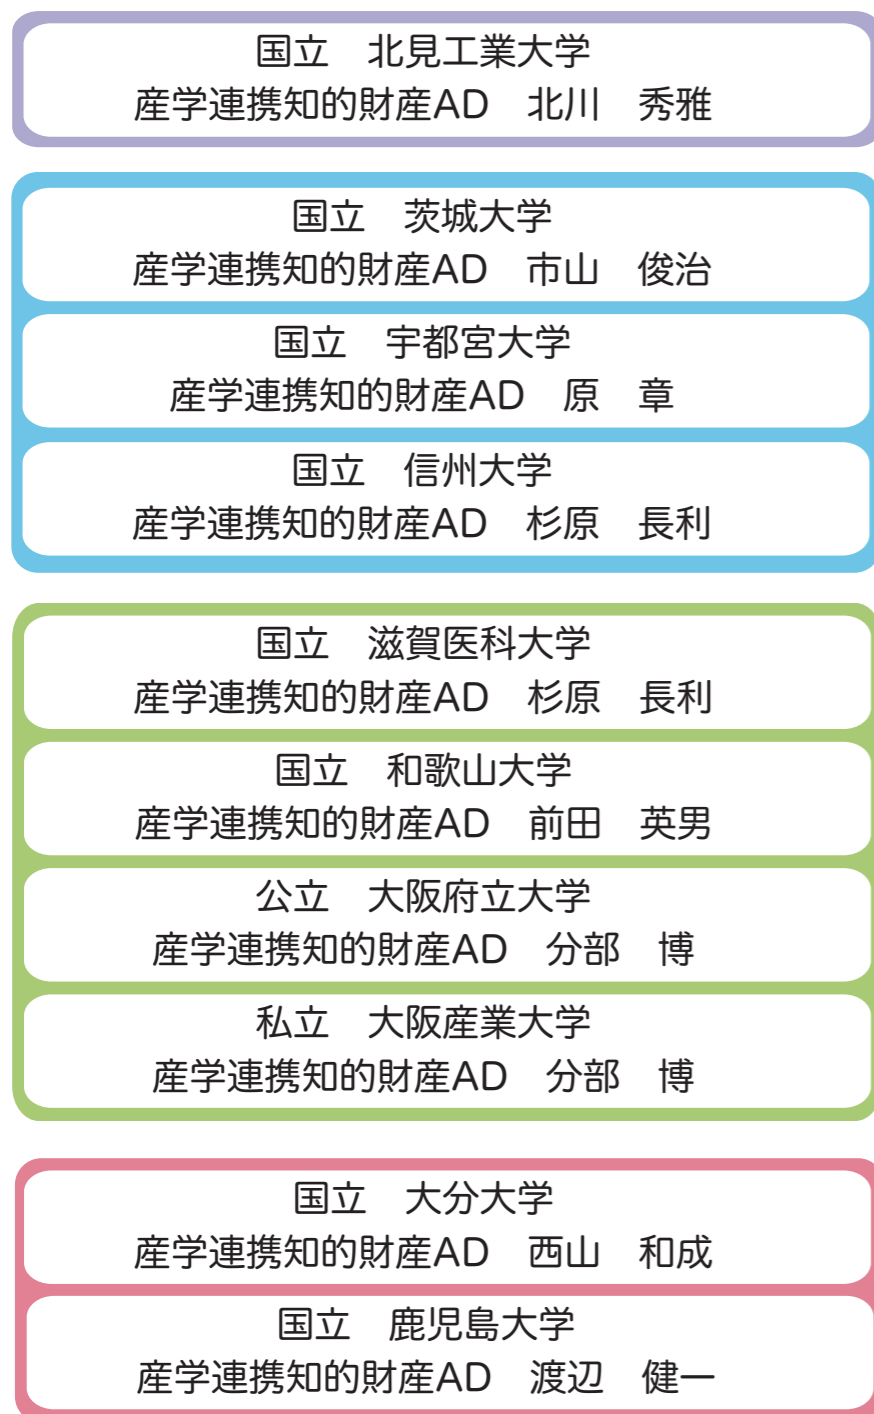 国立　北見工業大学
産学連携知的財産AD　北川　秀雅
国立　茨城大学
産学連携知的財産AD　市山　俊治
国立　宇都宮大学
産学連携知的財産AD　原　章
国立　信州大学
産学連携知的財産AD　杉原　長利
国立　滋賀医科大学
産学連携知的財産AD　杉原　長利
国立　和歌山大学
産学連携知的財産AD　前田　英男
公立　大阪府立大学
産学連携知的財産AD　分部　博
私立　大阪産業大学
産学連携知的財産AD　分部　博
国立　大分大学
産学連携知的財産AD　西山　和成
国立　鹿児島大学
産学連携知的財産AD　渡辺　健一